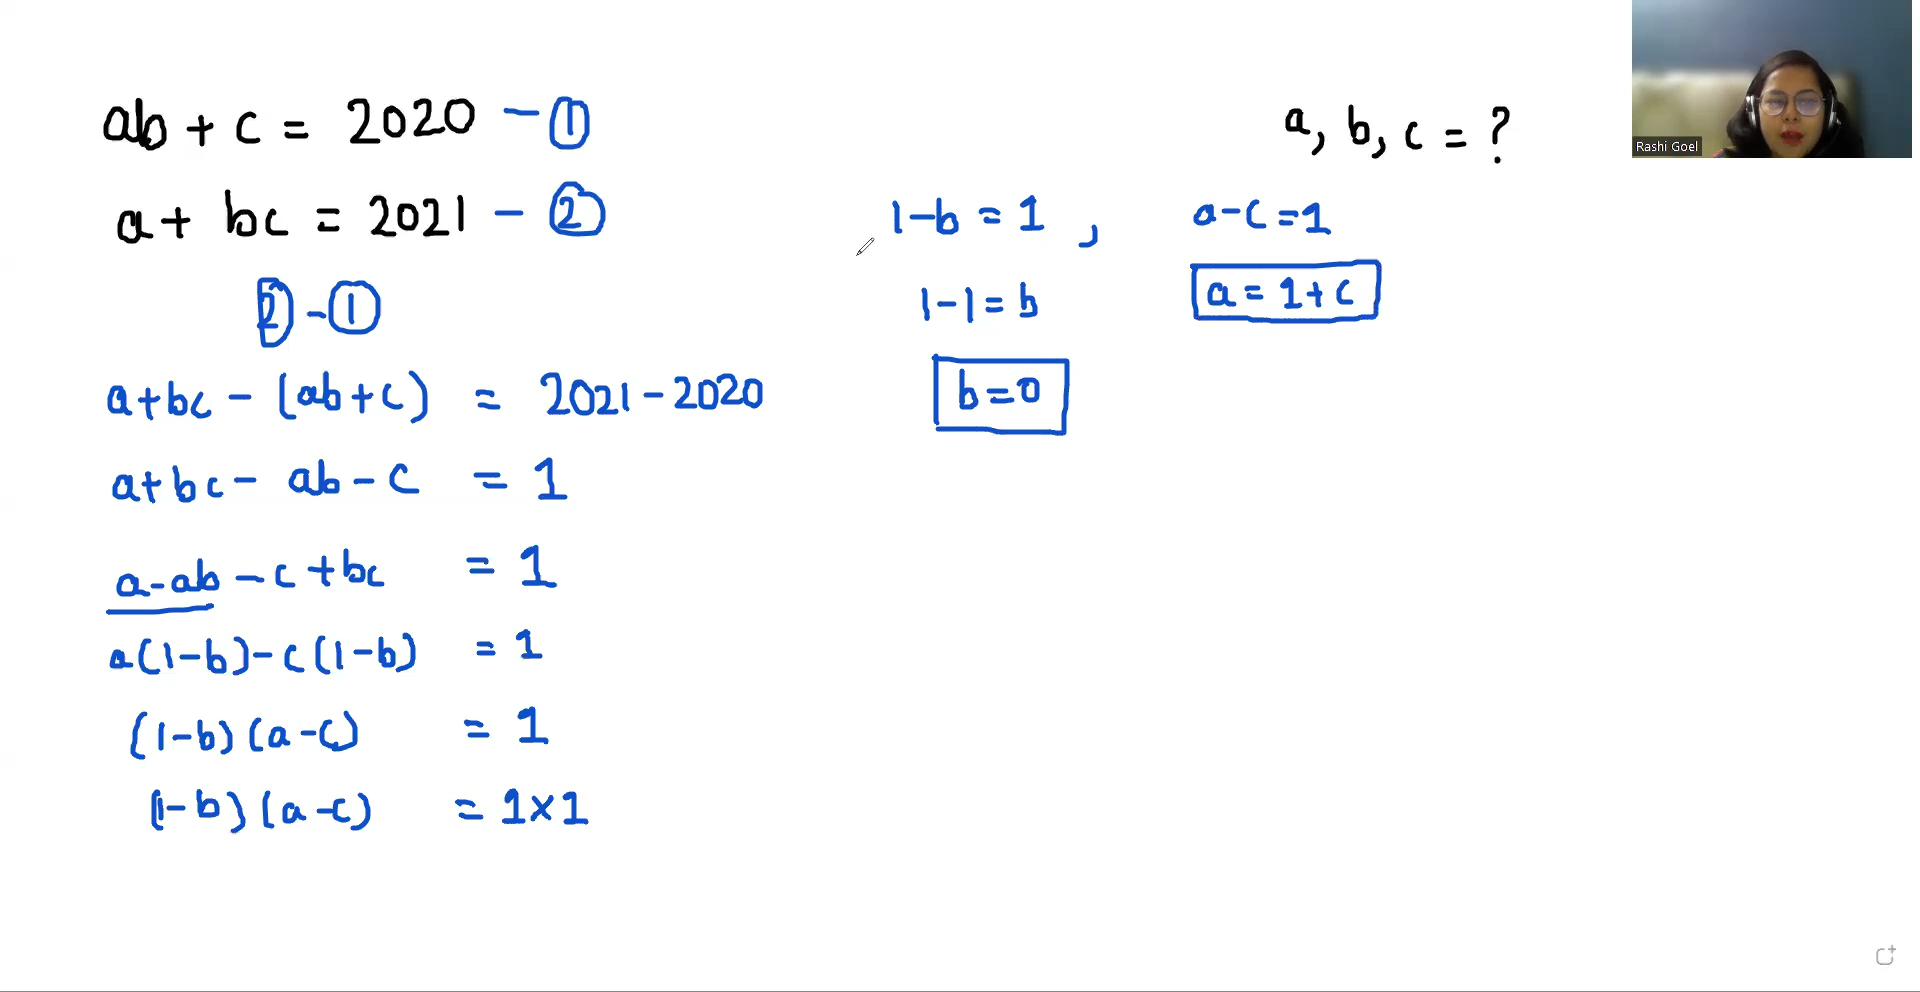 ab + c = 2020 - ①
a + bc = 2021 - ②
② - ①
a+bc - (ab+c) = 2021 - 2020
a+bc - ab - c = 1
a-ab - c + bc = 1
a(1-b) - c(1-b) = 1
(1-b)(a-c) = 1
(1-b)(a-c) = 1×1
a, b, c = ?
1-b = 1 , a-c = 1
1-1 = b
a = 1+c
b = 0
Rashi Goel